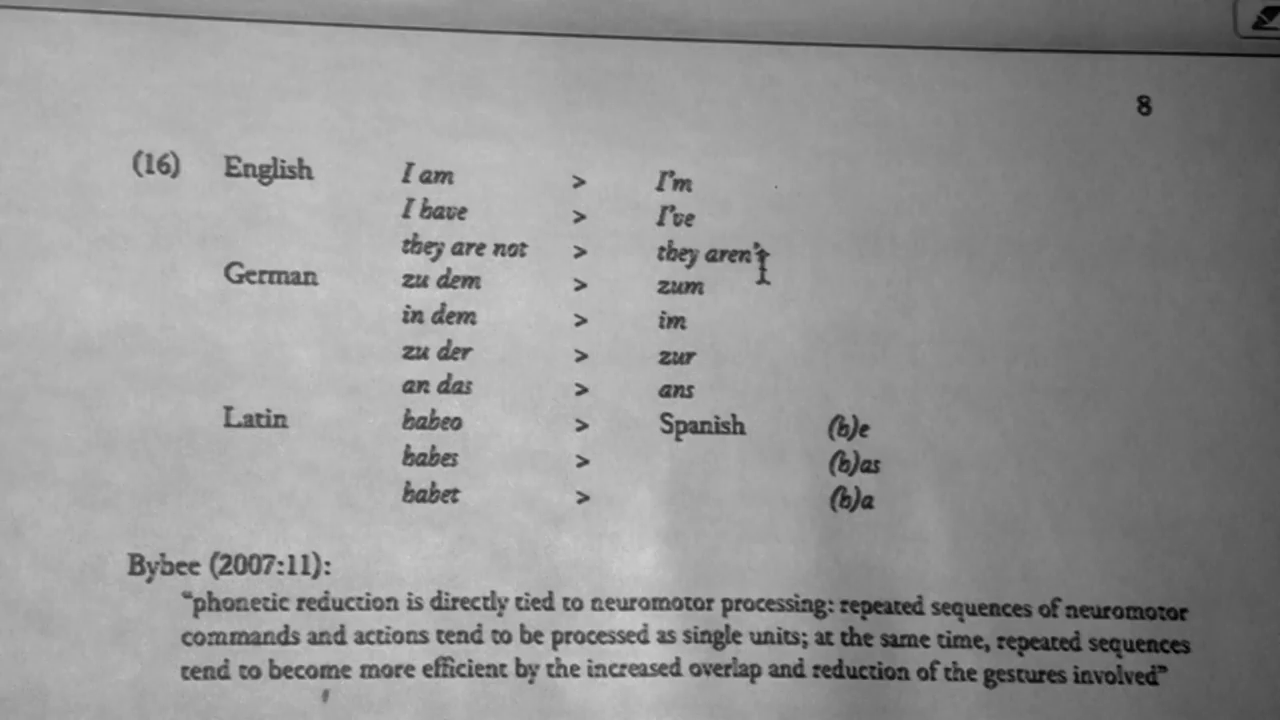 8
(16) English I am > I'm
I have > I've
they are not > they aren't
German zu dem > zum
in dem > im
zu der > zur
an das > ans
Latin habeo > Spanish (h)e
habes > (h)as
habet > (h)a
Bybee (2007:11):
"phonetic reduction is directly tied to neuromotor processing: repeated sequences of neuromotor
commands and actions tend to be processed as single units; at the same time, repeated sequences
tend to become more efficient by the increased overlap and reduction of the gestures involved"